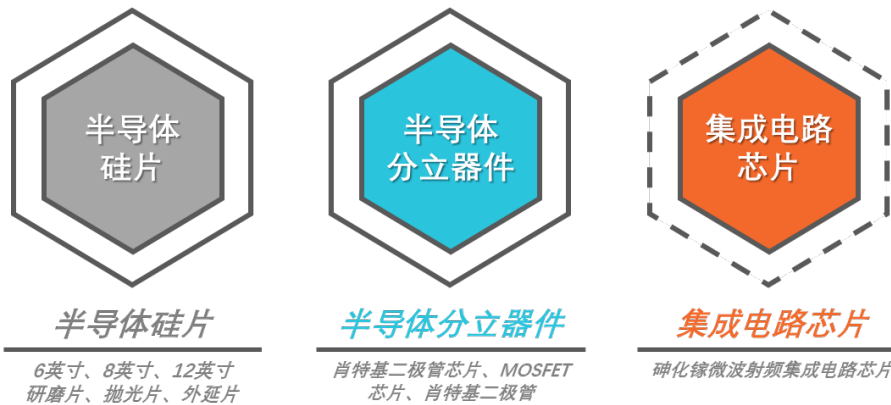 半导体
硅片
半导体
分立器件
集成电路
芯片
半导体硅片
6英寸、8英寸、12英寸
研磨片、抛光片、外延片
半导体分立器件
肖特基二极管芯片、MOSFET
芯片、肖特基二极管
集成电路芯片
砷化镓微波射频集成电路芯片